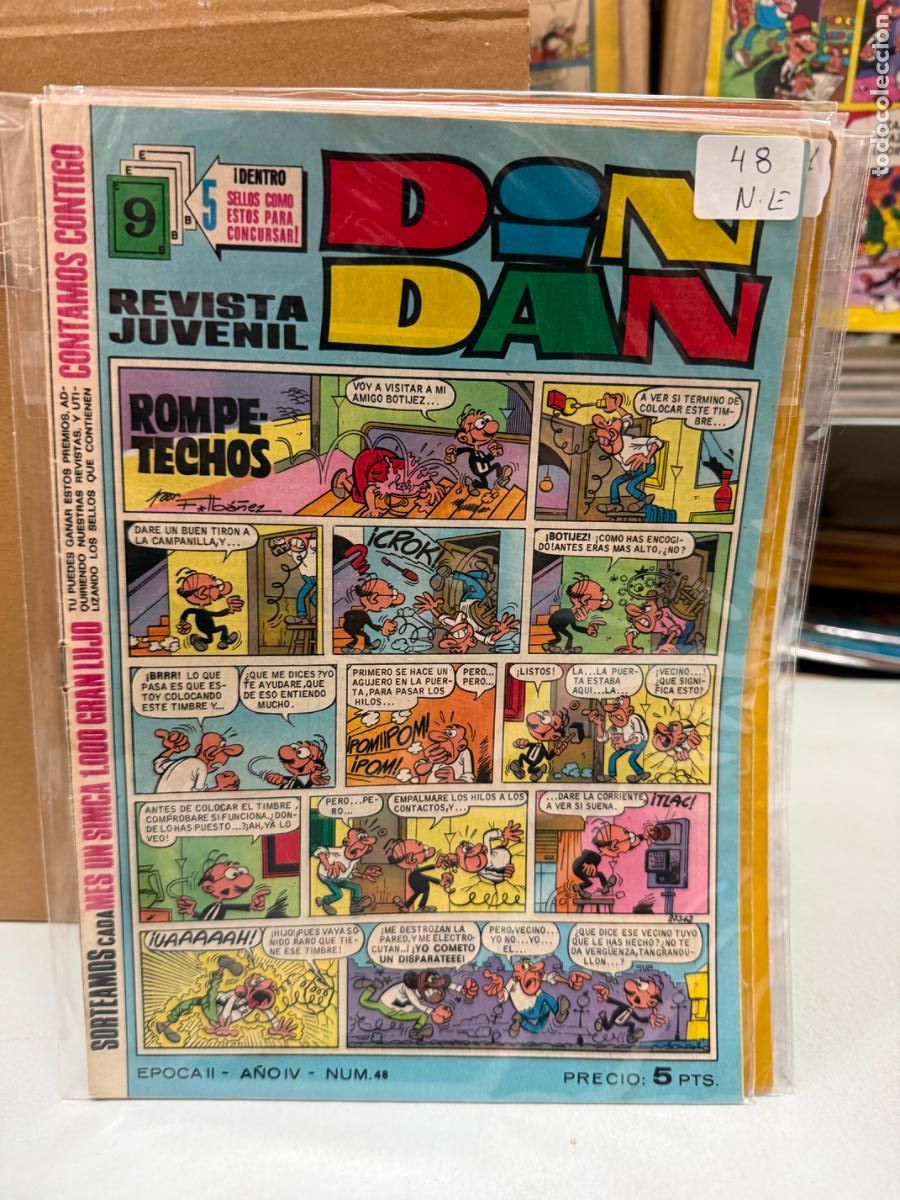 ¡DENTRO
SELLOS COMO
ESTOS PARA
CONCURSAR!
E
E
E
E
9
B
B
B
5
DiN
DAN
REVISTA
JUVENIL
48
N.LE
todocoleccion
CONTAMOS CONTIGO
TU PUEDES GANAR ESTOS PREMIOS, AD-
QUIRIENDO NUESTRAS REVISTAS, Y UTI-
LIZANDO LOS SELLOS QUE CONTIENEN
SORTEAMOS CADA MES UN SIMCA 1.000 GRAN LUJO
ROMPE-
TECHOS
por
F. Ibáñez
VOY A VISITAR A MI
AMIGO BOTIJEZ...
A VER SI TERMINO DE
COLOCAR ESTE TIM-
BRE...
DARE UN BUEN TIRON A
LA CAMPANILLA, Y...
¡CROK!
¡BOTIJEZ! ¡COMO HAS ENCOGI-
DO! ANTES ERAS MAS ALTO, ¿NO?
¡BRRR! LO QUE
PASA ES QUE ES-
TOY COLOCANDO
ESTE TIMBRE Y...
¿QUE ME DICES? YO
TE AYUDARE, QUE
DE ESO ENTIENDO
MUCHO.
PRIMERO SE HACE UN
AGUJERO EN LA PUER-
TA, PARA PASAR LOS
HILOS...
PERO...
PERO...
¡POM! ¡POM!
¡POM!
¡LISTOS!
LA...LA PUER-
TA ESTABA
AQUI...LA...
¡VECINO...!
¿QUE SIGNI-
FICA ESTO?
ANTES DE COLOCAR EL TIMBRE,
COMPROBARE SI FUNCIONA. ¿DON-
DE LO HAS PUESTO...? ¡AH, YA LO
VEO!
PERO...PE-
RO...
EMPALMARE LOS HILOS A LOS
CONTACTOS, Y...
...DARE LA CORRIENTE
A VER SI SUENA.
¡TLAC!
¡UAAAAAH!
¡HIJO! PUES VAYA SO-
NIDO RARO QUE TIE-
NE ESE TIMBRE!
¡ME DESTROZAN LA
PARED, Y ME ELECTRO-
CUTAN..! ¡YO COMETO
UN DISPARATEEE!
PERO, VECINO..
YO NO...YO...
EL...
¿QUE DICE ESE VECINO TUYO
QUE LE HAS HECHO? ¿NO TE
DA VERGÜENZA, TAN GRANDU-
LLON...?
EPOCA II - AÑO IV - NUM. 48
PRECIO: 5 PTS.